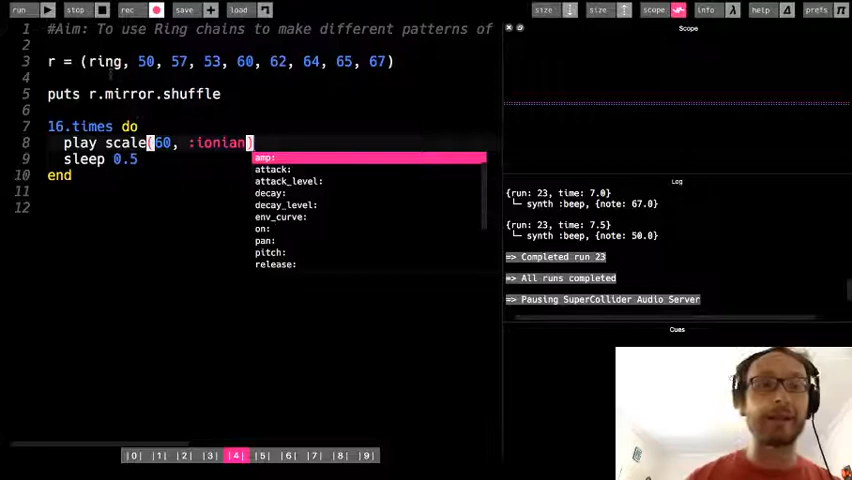 run stop rec save load size size scope info help prefs
1 #Aim: To use Ring chains to make different patterns of
2
3 r = (ring, 50, 57, 53, 60, 62, 64, 65, 67)
4
5 puts r.mirror.shuffle
6
7 16.times do
8 play scale(60, :ionian)
9 sleep 0.5
10 end
11
12
amp:
attack:
attack_level:
decay:
decay_level:
env_curve:
on:
pan:
pitch:
release:
|0| |1| |2| |3| |4| |5| |6| |7| |8| |9|
Scope
Log
{run: 23, time: 7.0}
└─ synth :beep, {note: 67.0}
{run: 23, time: 7.5}
└─ synth :beep, {note: 50.0}
=> Completed run 23
=> All runs completed
=> Pausing SuperCollider Audio Server
Cues